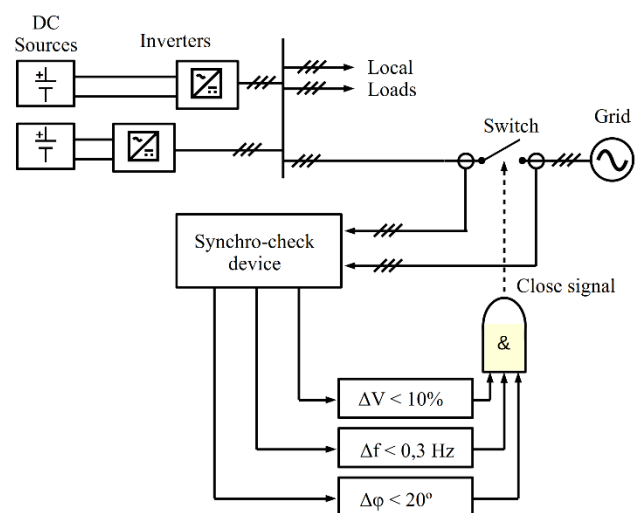 DC
Sources
Inverters
Local
Loads
Switch
Grid
Synchro-check
device
Close signal
&
ΔV < 10%
Δf < 0,3 Hz
Δφ < 20º